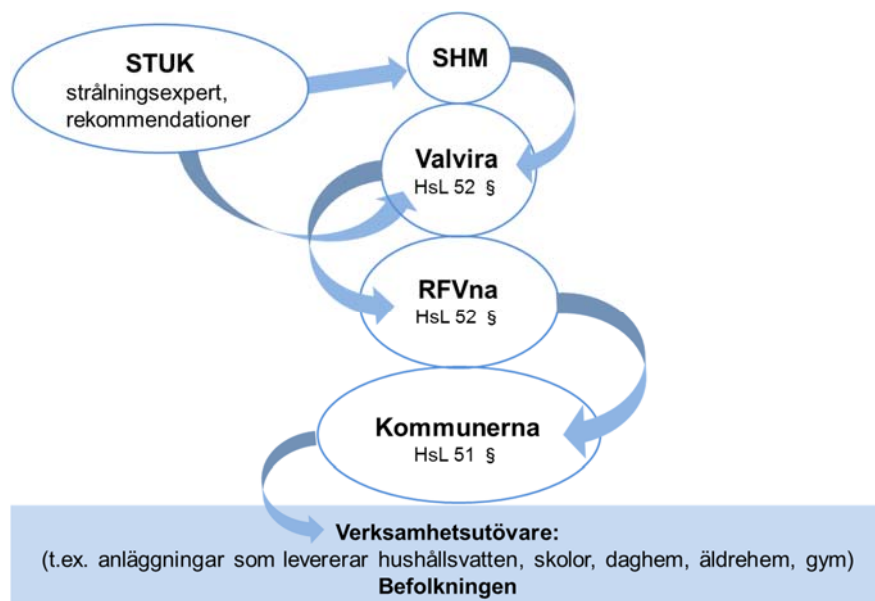 STUK
strålningsexpert,
rekommendationer
SHM
Valvira
HsL 52 §
RFVna
HsL 52 §
Kommunerna
HsL 51 §
Verksamhetsutövare:
(t.ex. anläggningar som levererar hushållsvatten, skolor, daghem, äldrehem, gym)
Befolkningen